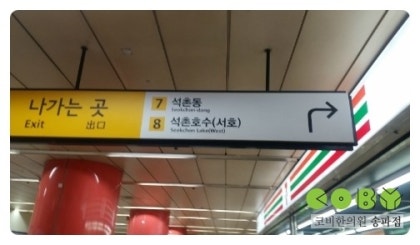 나가는 곳
Exit 出口
7 석촌동
Seokchon-dong
8 석촌호수(서호)
Seokchon Lake(West)
COBY
코비한의원 송파점